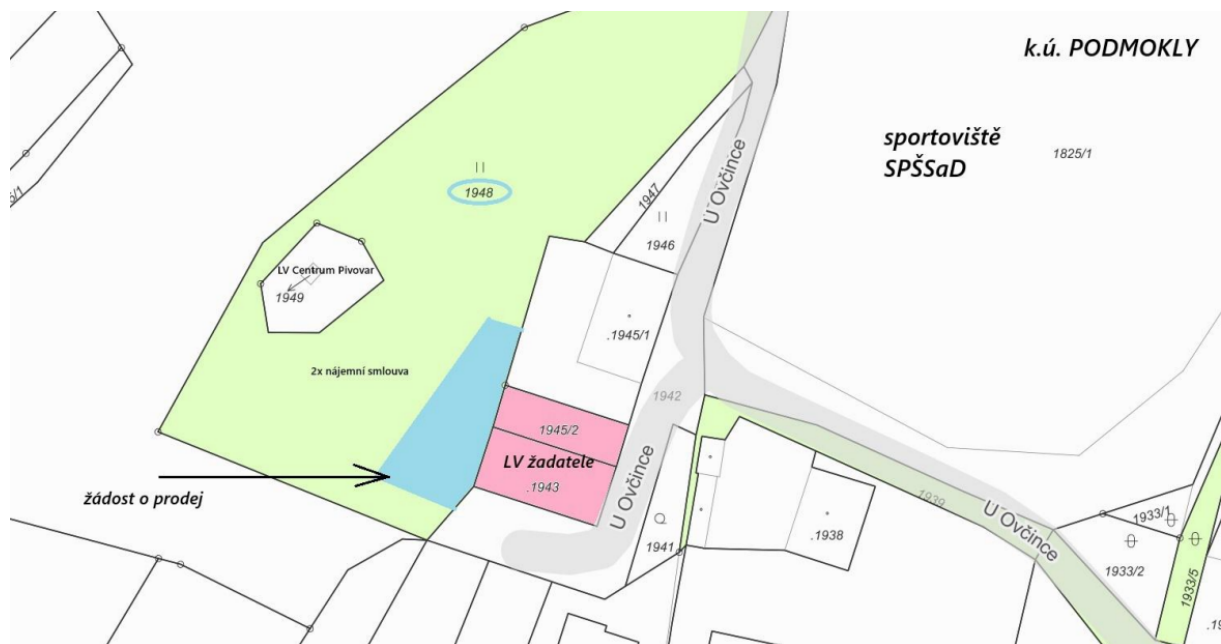 k.ú. PODMOKLY
sportoviště
SPŠSaD
1825/1
1948
U Ovčince
1947
1946
LV Centrum Pivovar
1949
.1945/1
2x nájemní smlouva
1942
1945/2
LV žadatele
.1943
U Ovčince
žádost o prodej
1941
.1938
1939
U Ovčince
1933/1
1933/2
1933/5